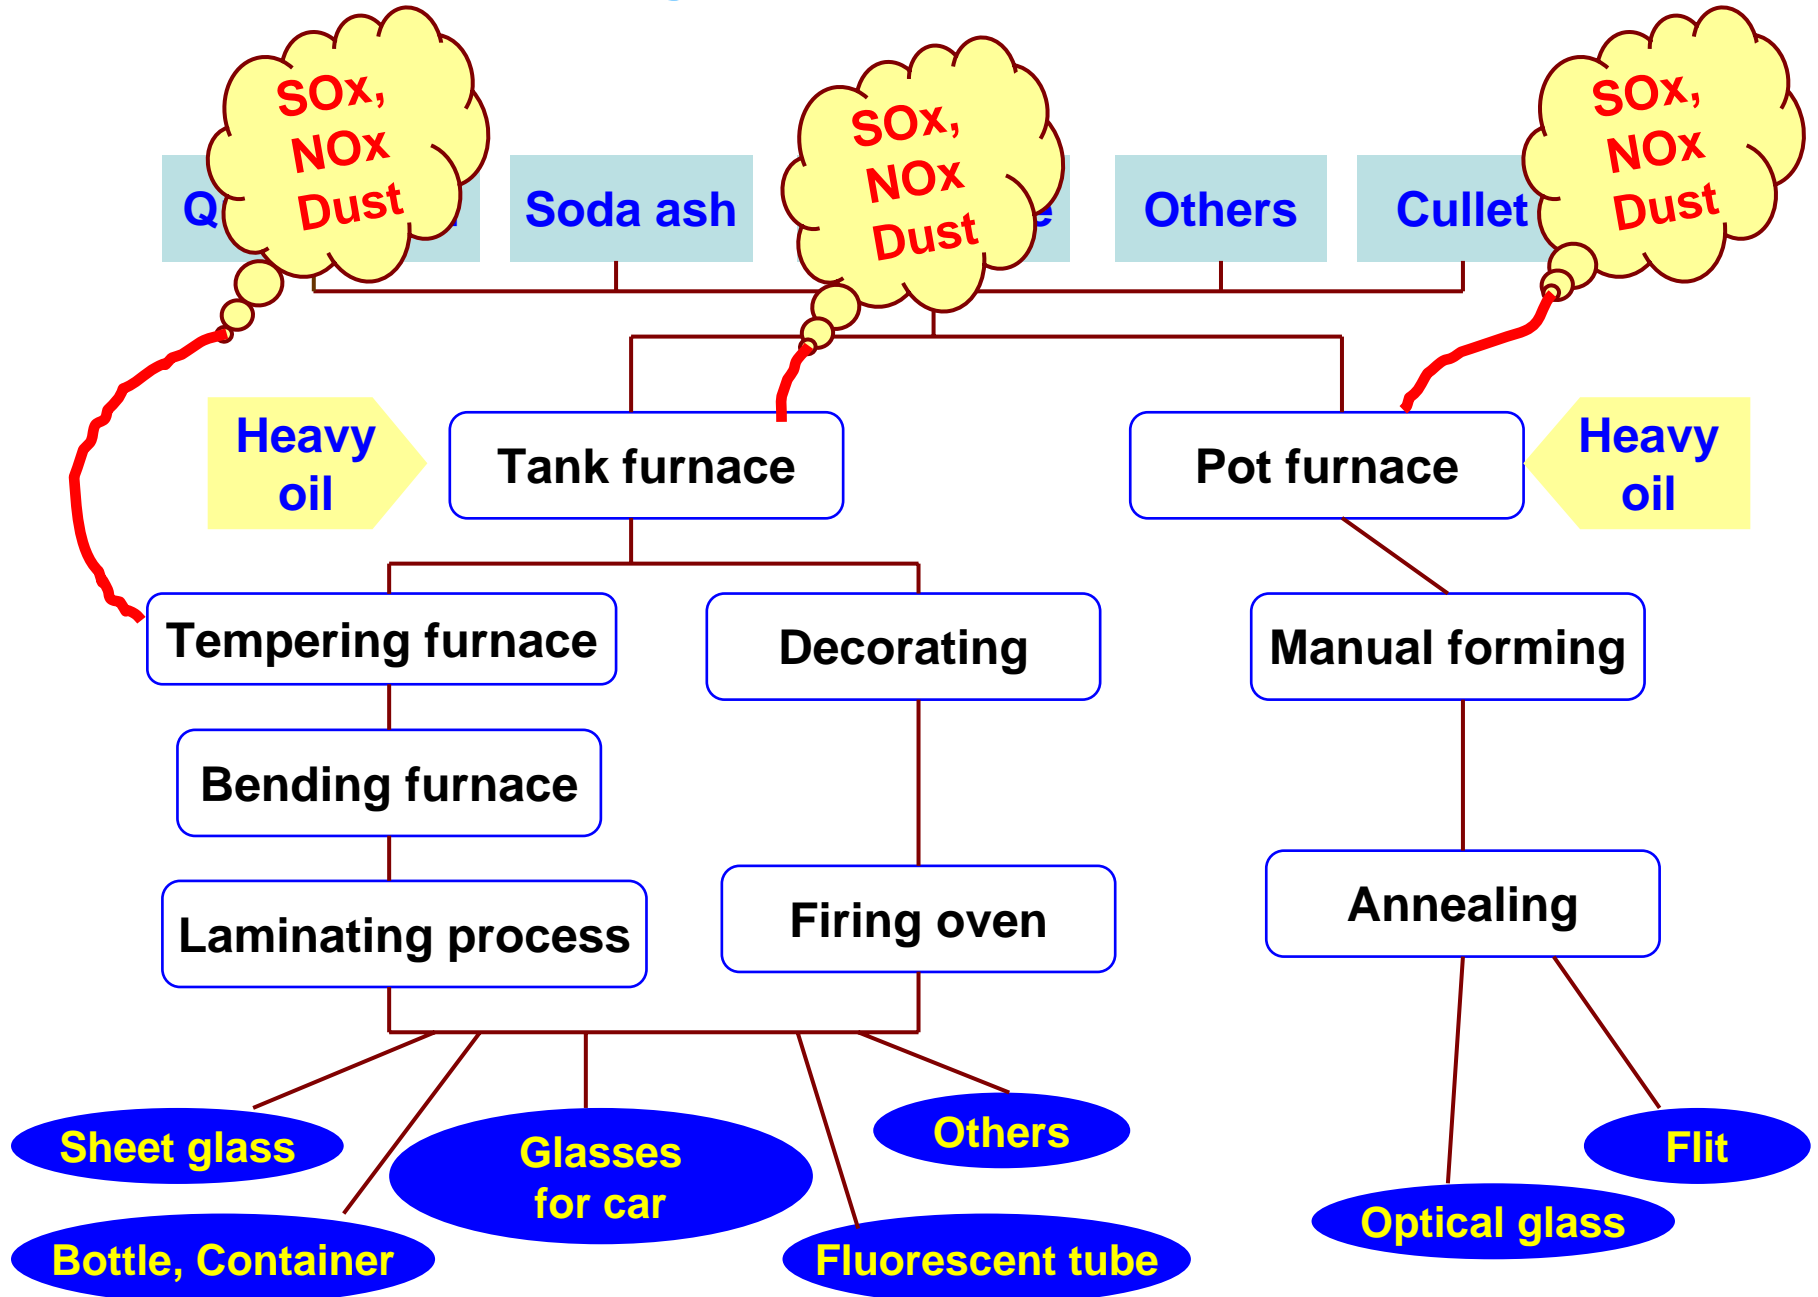 SOx,
NOx
Dust
SOx,
NOx
Dust
SOx,
NOx
Dust
Soda ash
Others
Cullet
Heavy
oil
Tank furnace
Pot furnace
Heavy
oil
Tempering furnace
Decorating
Manual forming
Bending furnace
Laminating process
Firing oven
Annealing
Sheet glass
Glasses
for car
Others
Flit
Bottle, Container
Fluorescent tube
Optical glass